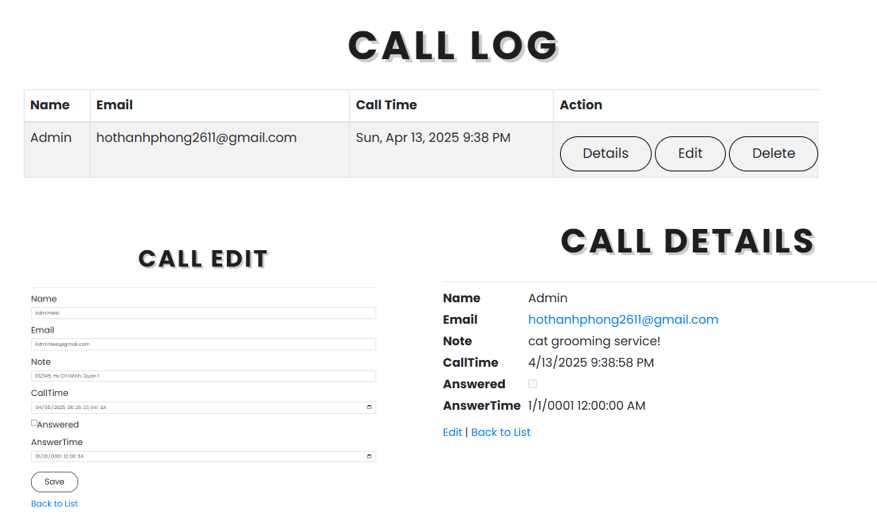 CALL LOG
Name Email Call Time Action
Admin hothanhphong2611@gmail.com Sun, Apr 13, 2025 9:38 PM Details Edit Delete
CALL EDIT
Name
Email
Note
012345, Ho Chi Minh, Quan 1
CallTime
Answered
AnswerTime
01/01/0001 12:00 SA
Save
Back to List
CALL DETAILS
Name Admin
Email hothanhphong2611@gmail.com
Note cat grooming service!
CallTime 4/13/2025 9:38:58 PM
Answered
AnswerTime 1/1/0001 12:00:00 AM
Edit | Back to List